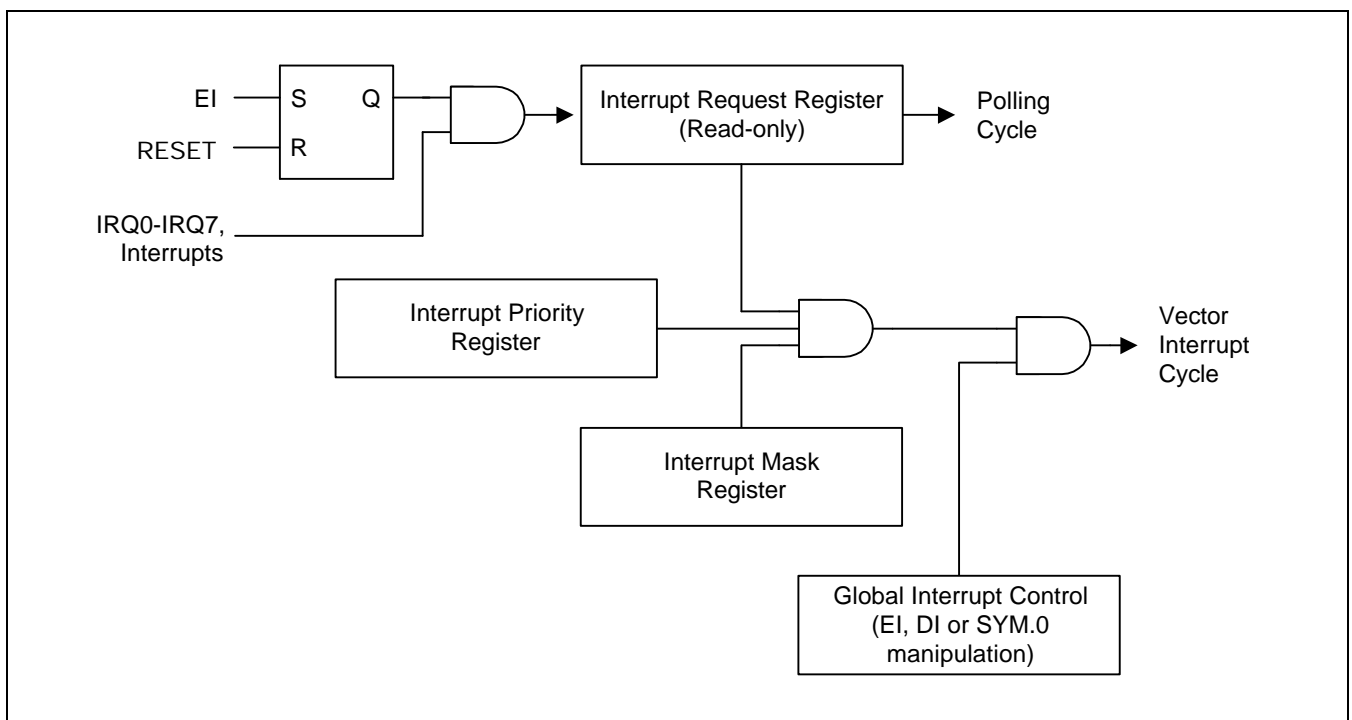 EI
S
Q
RESET
R
IRQ0-IRQ7,
Interrupts
Interrupt Request Register
(Read-only)
Polling
Cycle
Interrupt Priority
Register
Vector
Interrupt
Cycle
Interrupt Mask
Register
Global Interrupt Control
(EI, DI or SYM.0
manipulation)